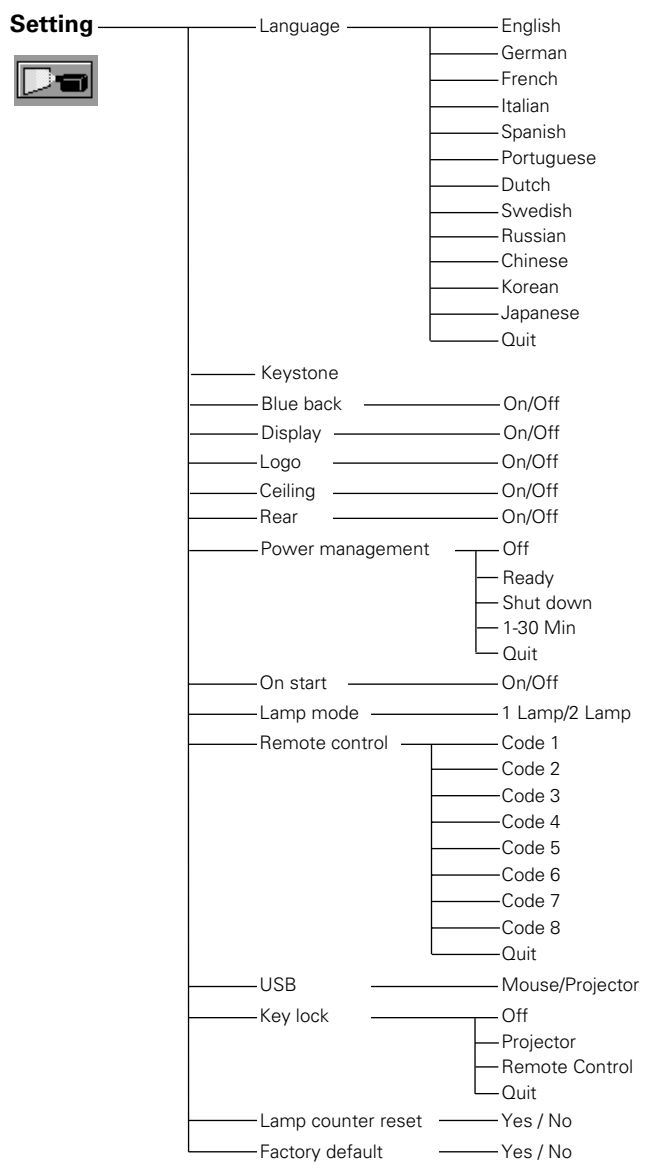 Setting Language English
German
French
Italian
Spanish
Portuguese
Dutch
Swedish
Russian
Chinese
Korean
Japanese
Quit
Keystone
Blue back On/Off
Display On/Off
Logo On/Off
Ceiling On/Off
Rear On/Off
Power management Off
Ready
Shut down
1-30 Min
Quit
On start On/Off
Lamp mode 1 Lamp/2 Lamp
Remote control Code 1
Code 2
Code 3
Code 4
Code 5
Code 6
Code 7
Code 8
Quit
USB Mouse/Projector
Key lock Off
Projector
Remote Control
Quit
Lamp counter reset Yes / No
Factory default Yes / No